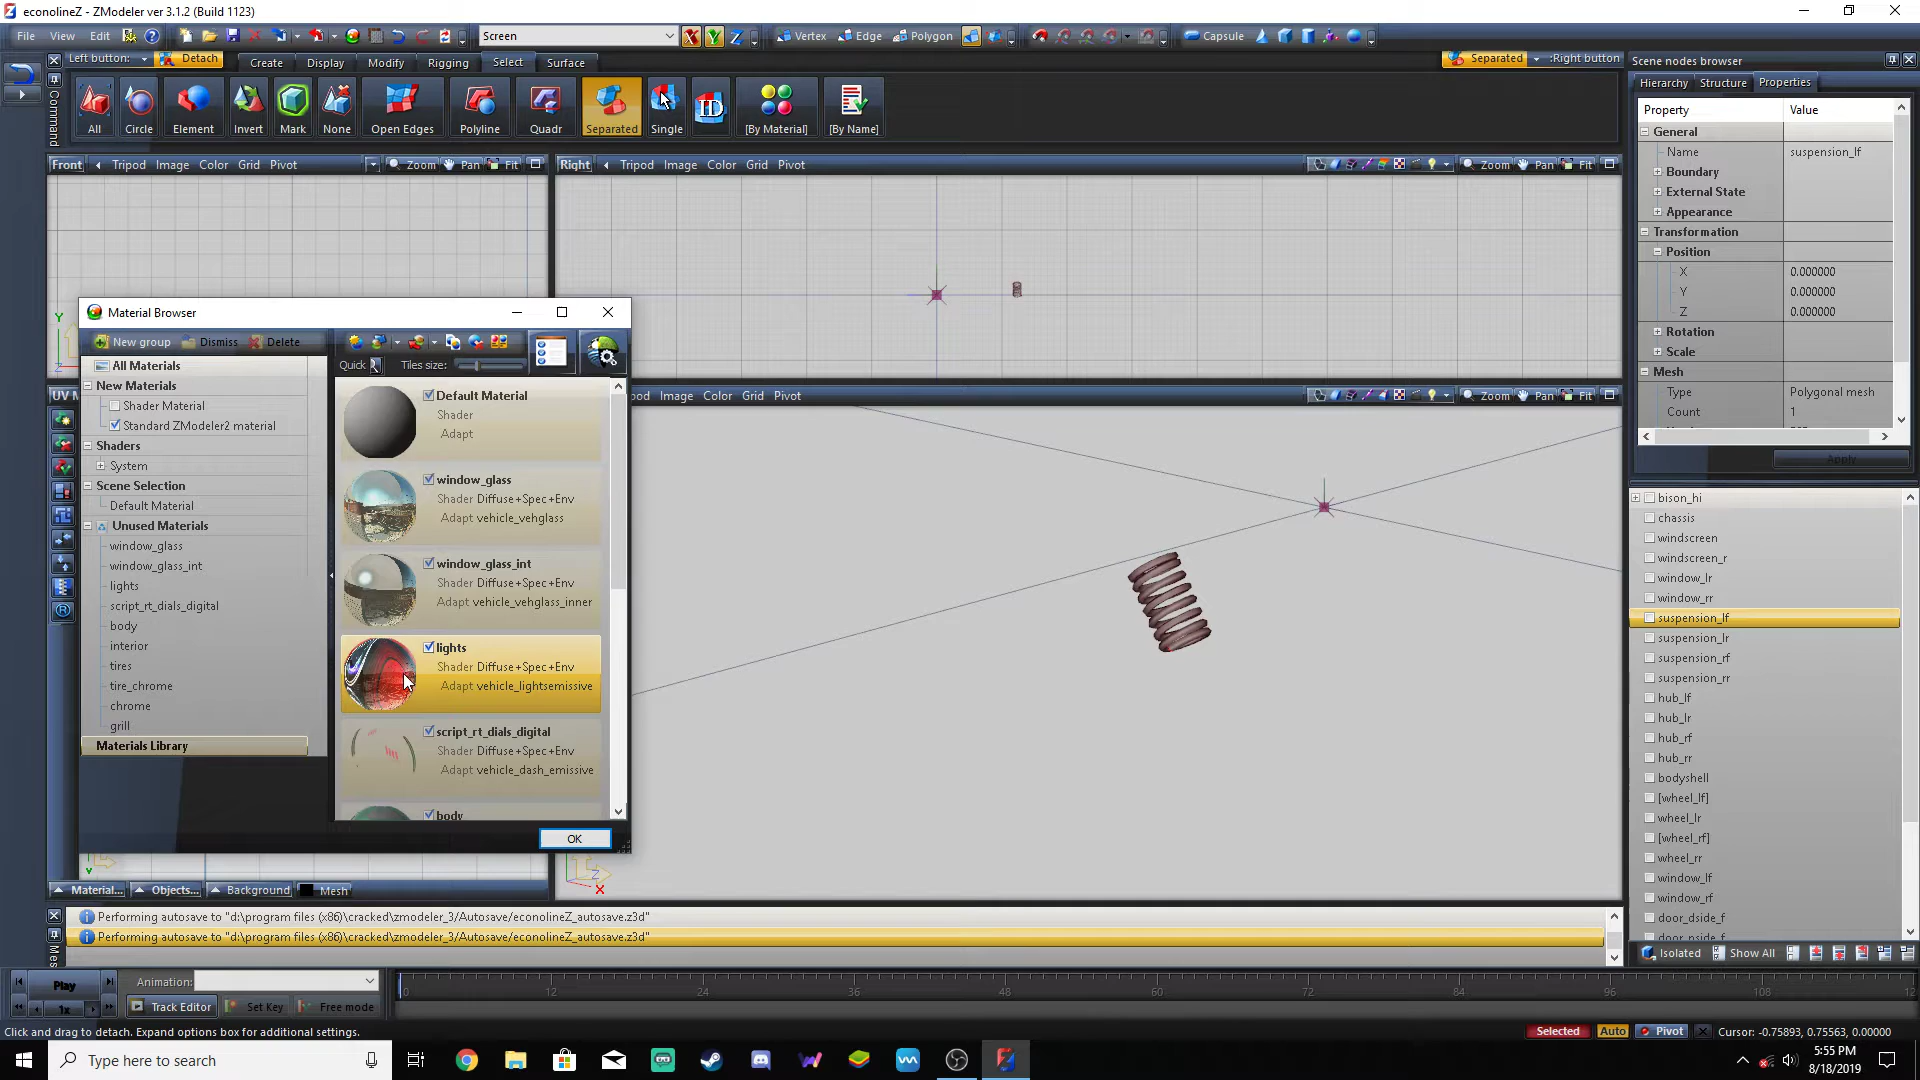 econolineZ - ZModeler ver 3.1.2 (Build 1123)
File View Edit Screen Vertex Edge Polygon Capsule
Left button: Detach Create Display Modify Rigging Select Surface Separated :Right button
Command
All Circle Element Invert Mark None Open Edges Polyline Quadr Separated Single ID [By Material] [By Name]
Front Tripod Image Color Grid Pivot Zoom Pan Fit
Right Tripod Image Color Grid Pivot Zoom Pan Fit
Y
Z
Material Browser
New group Dismiss Delete
Quick Tiles size:
All Materials
New Materials
Shader Material
Standard ZModeler2 material
Shaders
System
Scene Selection
Default Material
Unused Materials
window_glass
window_glass_int
lights
script_rt_dials_digital
body
interior
tires
tire_chrome
chrome
grill
Materials Library
Default Material
Shader
Adapt
window_glass
Shader Diffuse+Spec+Env
Adapt vehicle_vehglass
window_glass_int
Shader Diffuse+Spec+Env
Adapt vehicle_vehglass_inner
lights
Shader Diffuse+Spec+Env
Adapt vehicle_lightsemissive
script_rt_dials_digital
Shader Diffuse+Spec+Env
Adapt vehicle_dash_emissive
body
OK
UV M
pod Image Color Grid Pivot Zoom Pan Fit
Z
X
Material... Objects... Background Mesh
Scene nodes browser
Hierarchy Structure Properties
Property Value
General
Name suspension_lf
Boundary
External State
Appearance
Transformation
Position
X 0.000000
Y 0.000000
Z 0.000000
Rotation
Scale
Mesh
Type Polygonal mesh
Count 1
Apply
bison_hi
chassis
windscreen
windscreen_r
window_lr
window_rr
suspension_lf
suspension_lr
suspension_rf
suspension_rr
hub_lf
hub_lr
hub_rf
hub_rr
bodyshell
[wheel_lf]
wheel_lr
[wheel_rf]
wheel_rr
window_lf
window_rf
door_dside_f
door_pside_f
Isolated Show All
Performing autosave to "d:\program files (x86)\cracked\zmodeler_3/Autosave/econolineZ_autosave.z3d"
Performing autosave to "d:\program files (x86)\cracked\zmodeler_3/Autosave/econolineZ_autosave.z3d"
Play Animation:
1x Track Editor Set Key Free mode
0 12 24 36 48 60 72 84 96 108 12
Click and drag to detach. Expand options box for additional settings. Selected Auto Pivot Cursor: -0.75893, 0.75563, 0.00000
Type here to search
5:55 PM
8/18/2019